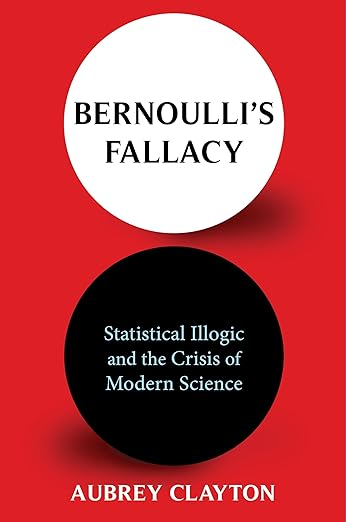 BERNOULLI'S
FALLACY
Statistical Illogic
and the Crisis of
Modern Science
AUBREY CLAYTON